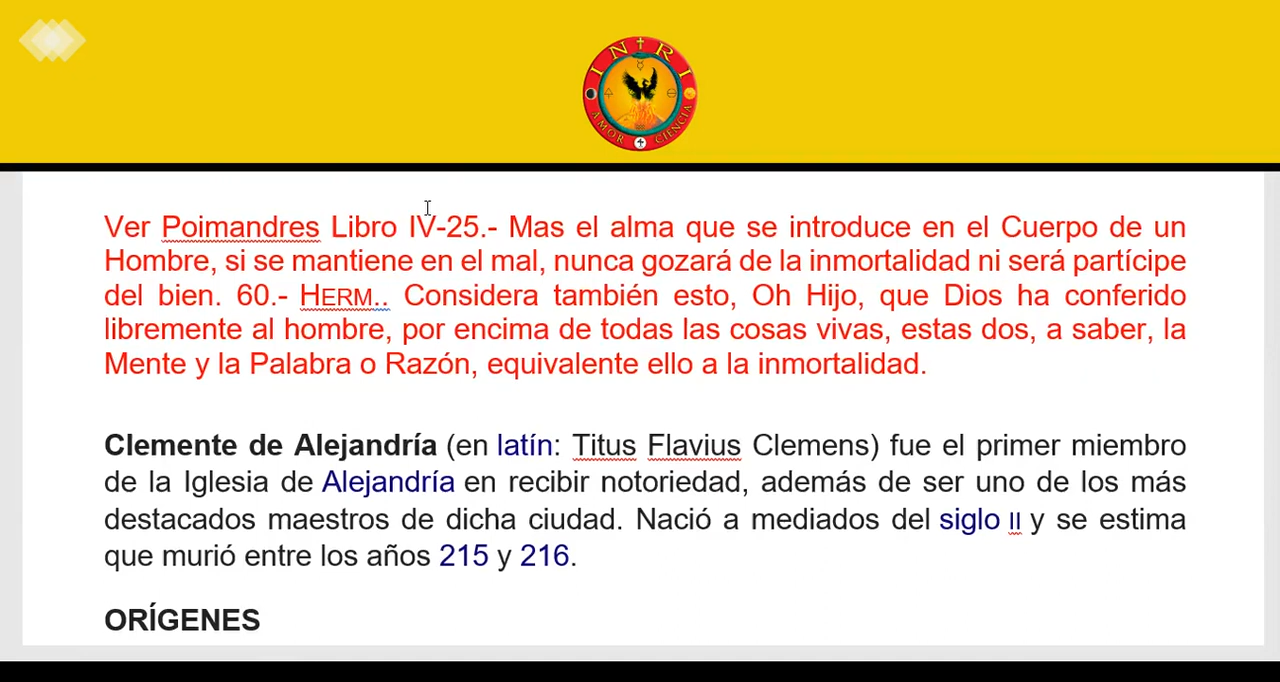 INRI
AMOR CIENCIA
Ver Poimandres Libro IV-25.- Mas el alma que se introduce en el Cuerpo de un
Hombre, si se mantiene en el mal, nunca gozará de la inmortalidad ni será partícipe
del bien. 60.- HERM.. Considera también esto, Oh Hijo, que Dios ha conferido
libremente al hombre, por encima de todas las cosas vivas, estas dos, a saber, la
Mente y la Palabra o Razón, equivalente ello a la inmortalidad.
Clemente de Alejandría (en latín: Titus Flavius Clemens) fue el primer miembro
de la Iglesia de Alejandría en recibir notoriedad, además de ser uno de los más
destacados maestros de dicha ciudad. Nació a mediados del siglo II y se estima
que murió entre los años 215 y 216.
ORÍGENES